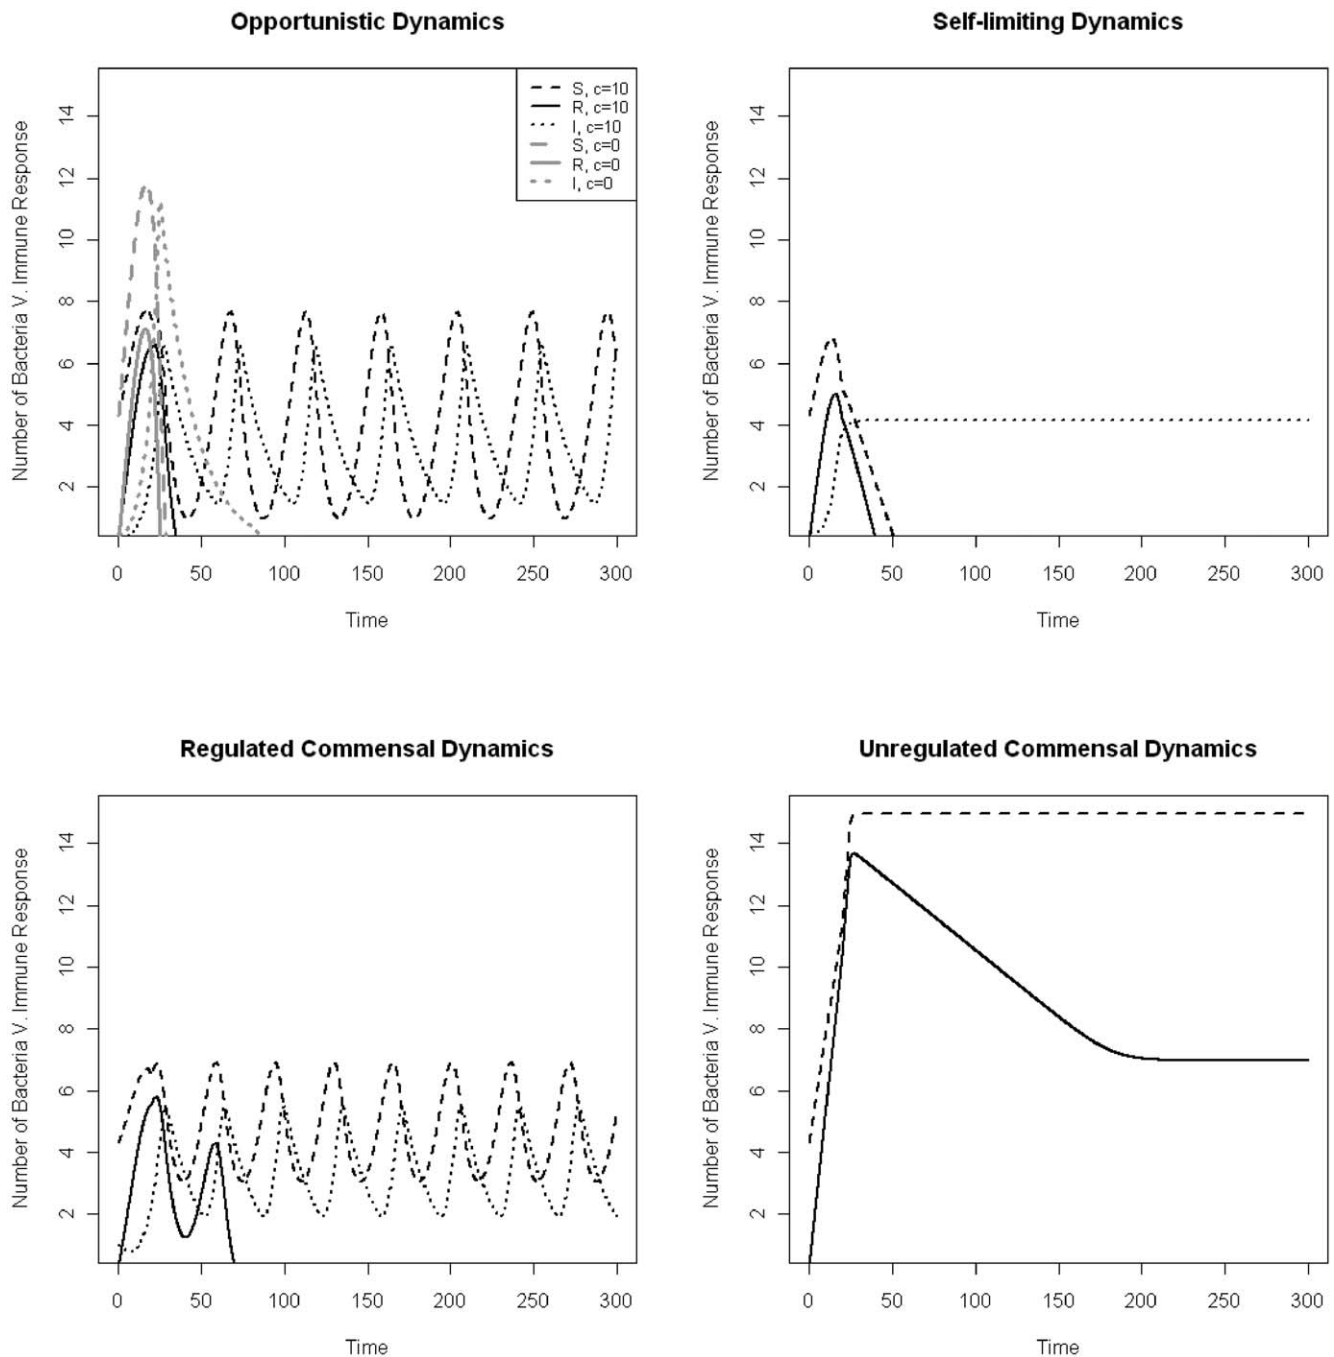 Opportunistic Dynamics
Number of Bacteria V. Immune Response
14
12
10
8
6
4
2
S, c=10
R, c=10
I, c=10
S, c=0
R, c=0
I, c=0
0 50 100 150 200 250 300
Time
Self-limiting Dynamics
Number of Bacteria V. Immune Response
14
12
10
8
6
4
2
0 50 100 150 200 250 300
Time
Regulated Commensal Dynamics
Number of Bacteria V. Immune Response
14
12
10
8
6
4
2
0 50 100 150 200 250 300
Time
Unregulated Commensal Dynamics
Number of Bacteria V. Immune Response
14
12
10
8
6
4
2
0 50 100 150 200 250 300
Time